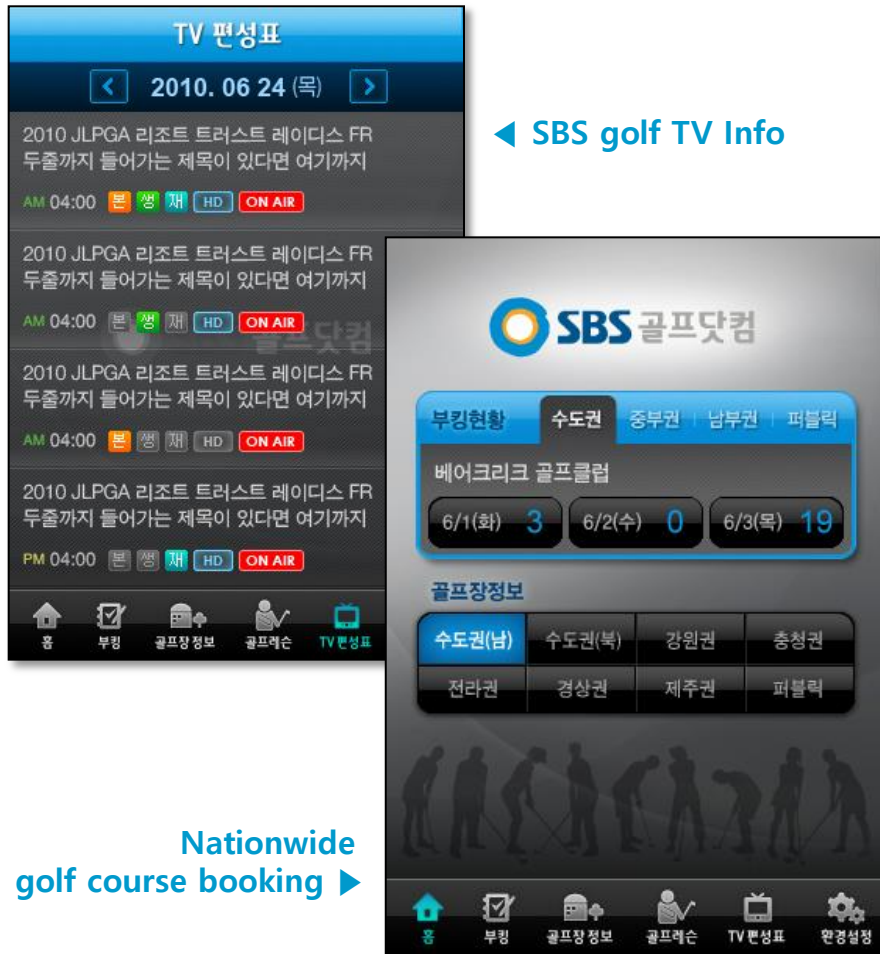 TV 편성표
2010. 06 24 (목)
2010 JLPGA 리조트 트러스트 레이디스 FR
두줄까지 들어가는 제목이 있다면 여기까지
AM 04:00 본 생 재 HD ON AIR
2010 JLPGA 리조트 트러스트 레이디스 FR
두줄까지 들어가는 제목이 있다면 여기까지
AM 04:00 본 생 재 HD ON AIR
골프닷컴
2010 JLPGA 리조트 트러스트 레이디스 FR
두줄까지 들어가는 제목이 있다면 여기까지
AM 04:00 본 생 재 HD ON AIR
2010 JLPGA 리조트 트러스트 레이디스 FR
두줄까지 들어가는 제목이 있다면 여기까지
PM 04:00 본 생 재 HD ON AIR
홈 부킹 골프장정보 골프레슨 TV편성표
◀ SBS golf TV Info
SBS 골프닷컴
부킹현황 수도권 중부권 남부권 퍼블릭
베어크리크 골프클럽
6/1(화) 3 6/2(수) 0 6/3(목) 19
골프장정보
수도권(남) 수도권(북) 강원권 충청권
전라권 경상권 제주권 퍼블릭
홈 부킹 골프장정보 골프레슨 TV편성표 환경설정
Nationwide
golf course booking ▶